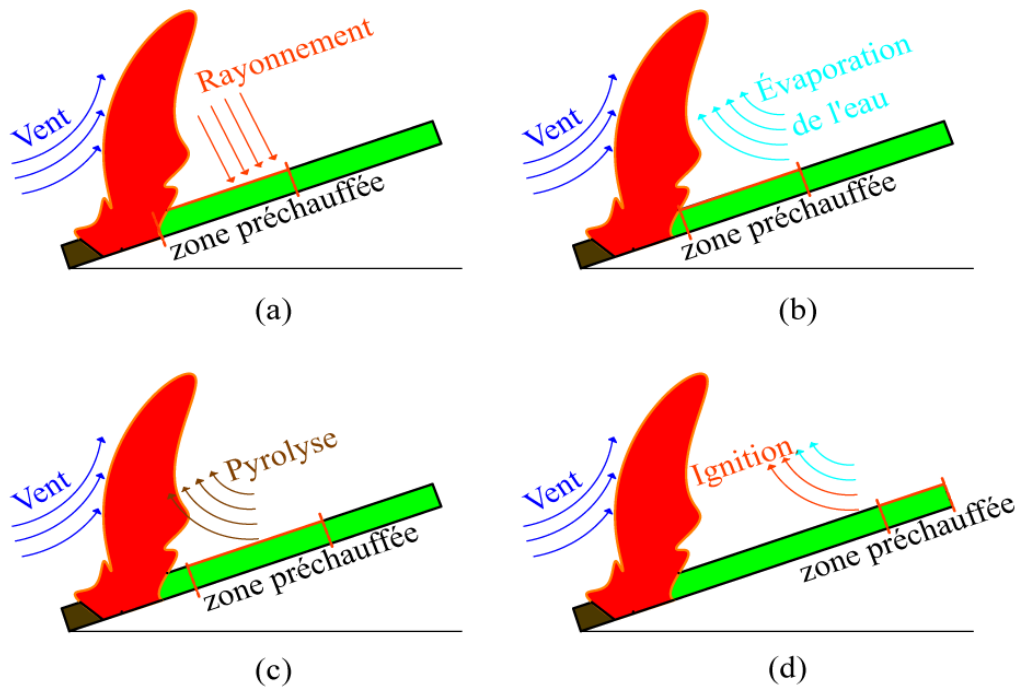 Vent
Rayonnement
zone préchauffée
(a)
Vent
Évaporation
de l'eau
zone préchauffée
(b)
Vent
Pyrolyse
zone préchauffée
(c)
Vent
Ignition
zone préchauffée
(d)